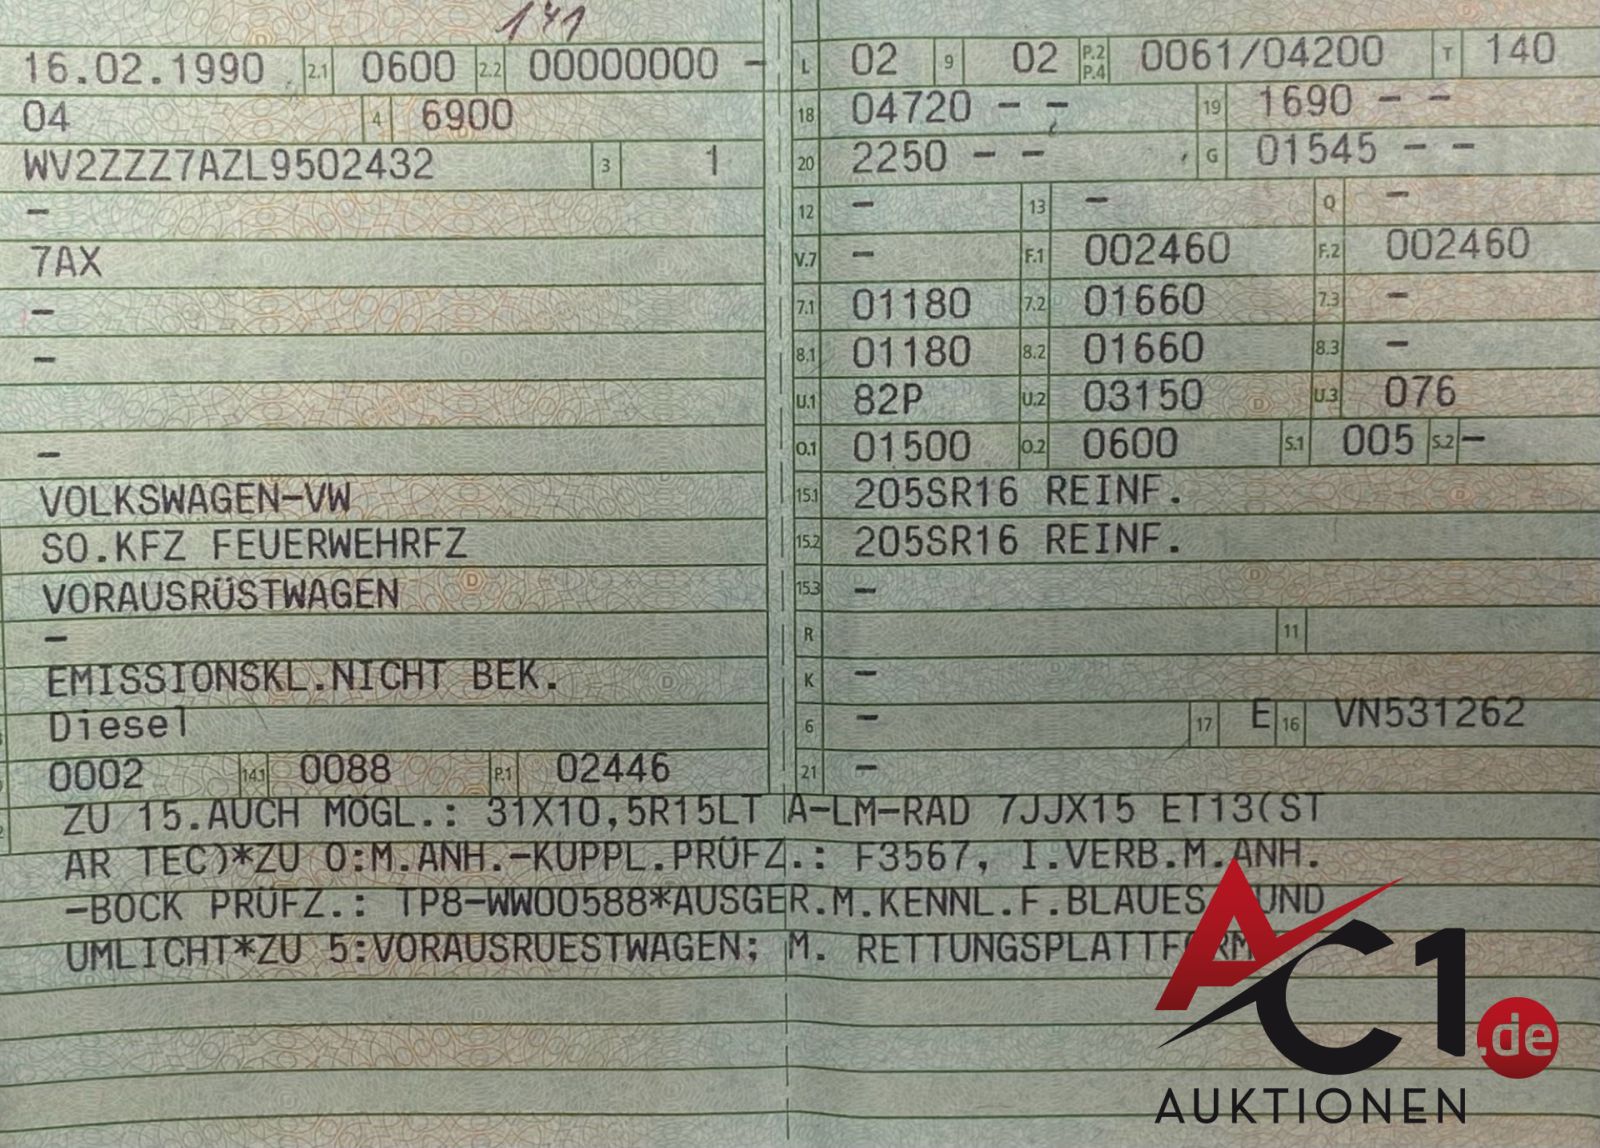 141
16.02.1990 2.1 0600 2.2 00000000 -
04 4 6900
WV2ZZZ7AZL9502432 3 1
-
7AX
-
-
-
VOLKSWAGEN-VW
SO.KFZ FEUERWEHRFZ
VORAUSRÜSTWAGEN
-
EMISSIONSKL.NICHT BEK.
Diesel
0002 14.1 0088 P.1 02446
L 02 9 02 P.2 P.4 0061/04200 T 140
18 04720 - - 19 1690 - -
20 2250 - - G 01545 - -
12 - 13 - Q -
V.7 - F.1 002460 F.2 002460
7.1 01180 7.2 01660 7.3 -
8.1 01180 8.2 01660 8.3 -
U.1 82P U.2 03150 U.3 076
O.1 01500 O.2 0600 S.1 005 S.2 -
15.1 205SR16 REINF.
15.2 205SR16 REINF.
15.3 -
R 11
K -
6 - 17 E 16 VN531262
21 -
ZU 15.AUCH MÖGL.: 31X10,5R15LT A-LM-RAD 7JJX15 ET13(ST
AR TEC)*ZU O:M.ANH.-KUPPL.PRÜFZ.: F3567, I.VERB.M.ANH.
-BOCK PRÜFZ.: TP8-WW00588*AUSGER.M.KENNL.F.BLAUES UND
UMLICHT*ZU 5:VORAUSRUESTWAGEN; M. RETTUNGSPLATTFORM
AC1.de
AUKTIONEN